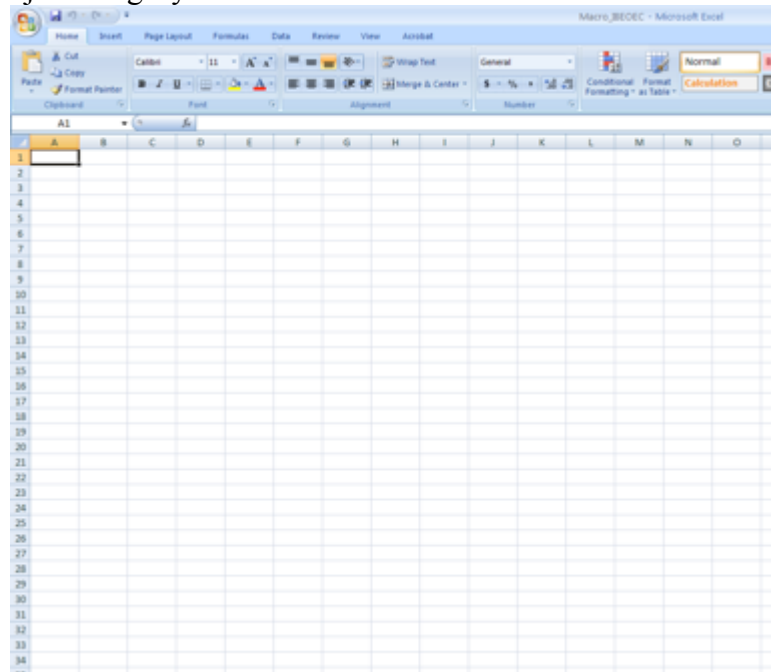 Macro_IBEOEC - Microsoft Excel
Home Insert Page Layout Formulas Data Review View Acrobat
Paste
Cut
Copy
Format Painter
Clipboard
Calibri 11 A A
B I U A
Font
Wrap Text
Merge & Center
Alignment
General
$ %
Number
Conditional Formatting
Format as Table
Normal
Calculation
A1 fx
A B C D E F G H I J K L M N O
1
2
3
4
5
6
7
8
9
10
11
12
13
14
15
16
17
18
19
20
21
22
23
24
25
26
27
28
29
30
31
32
33
34